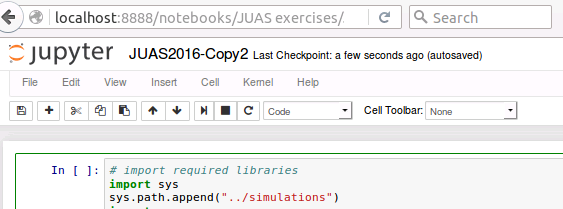 localhost:8888/notebooks/JUAS exercises/.
Search
jupyter JUAS2016-Copy2 Last Checkpoint: a few seconds ago (autosaved)
File Edit View Insert Cell Kernel Help
Code Cell Toolbar: None
In [ ]: # import required libraries
import sys
sys.path.append("../simulations")